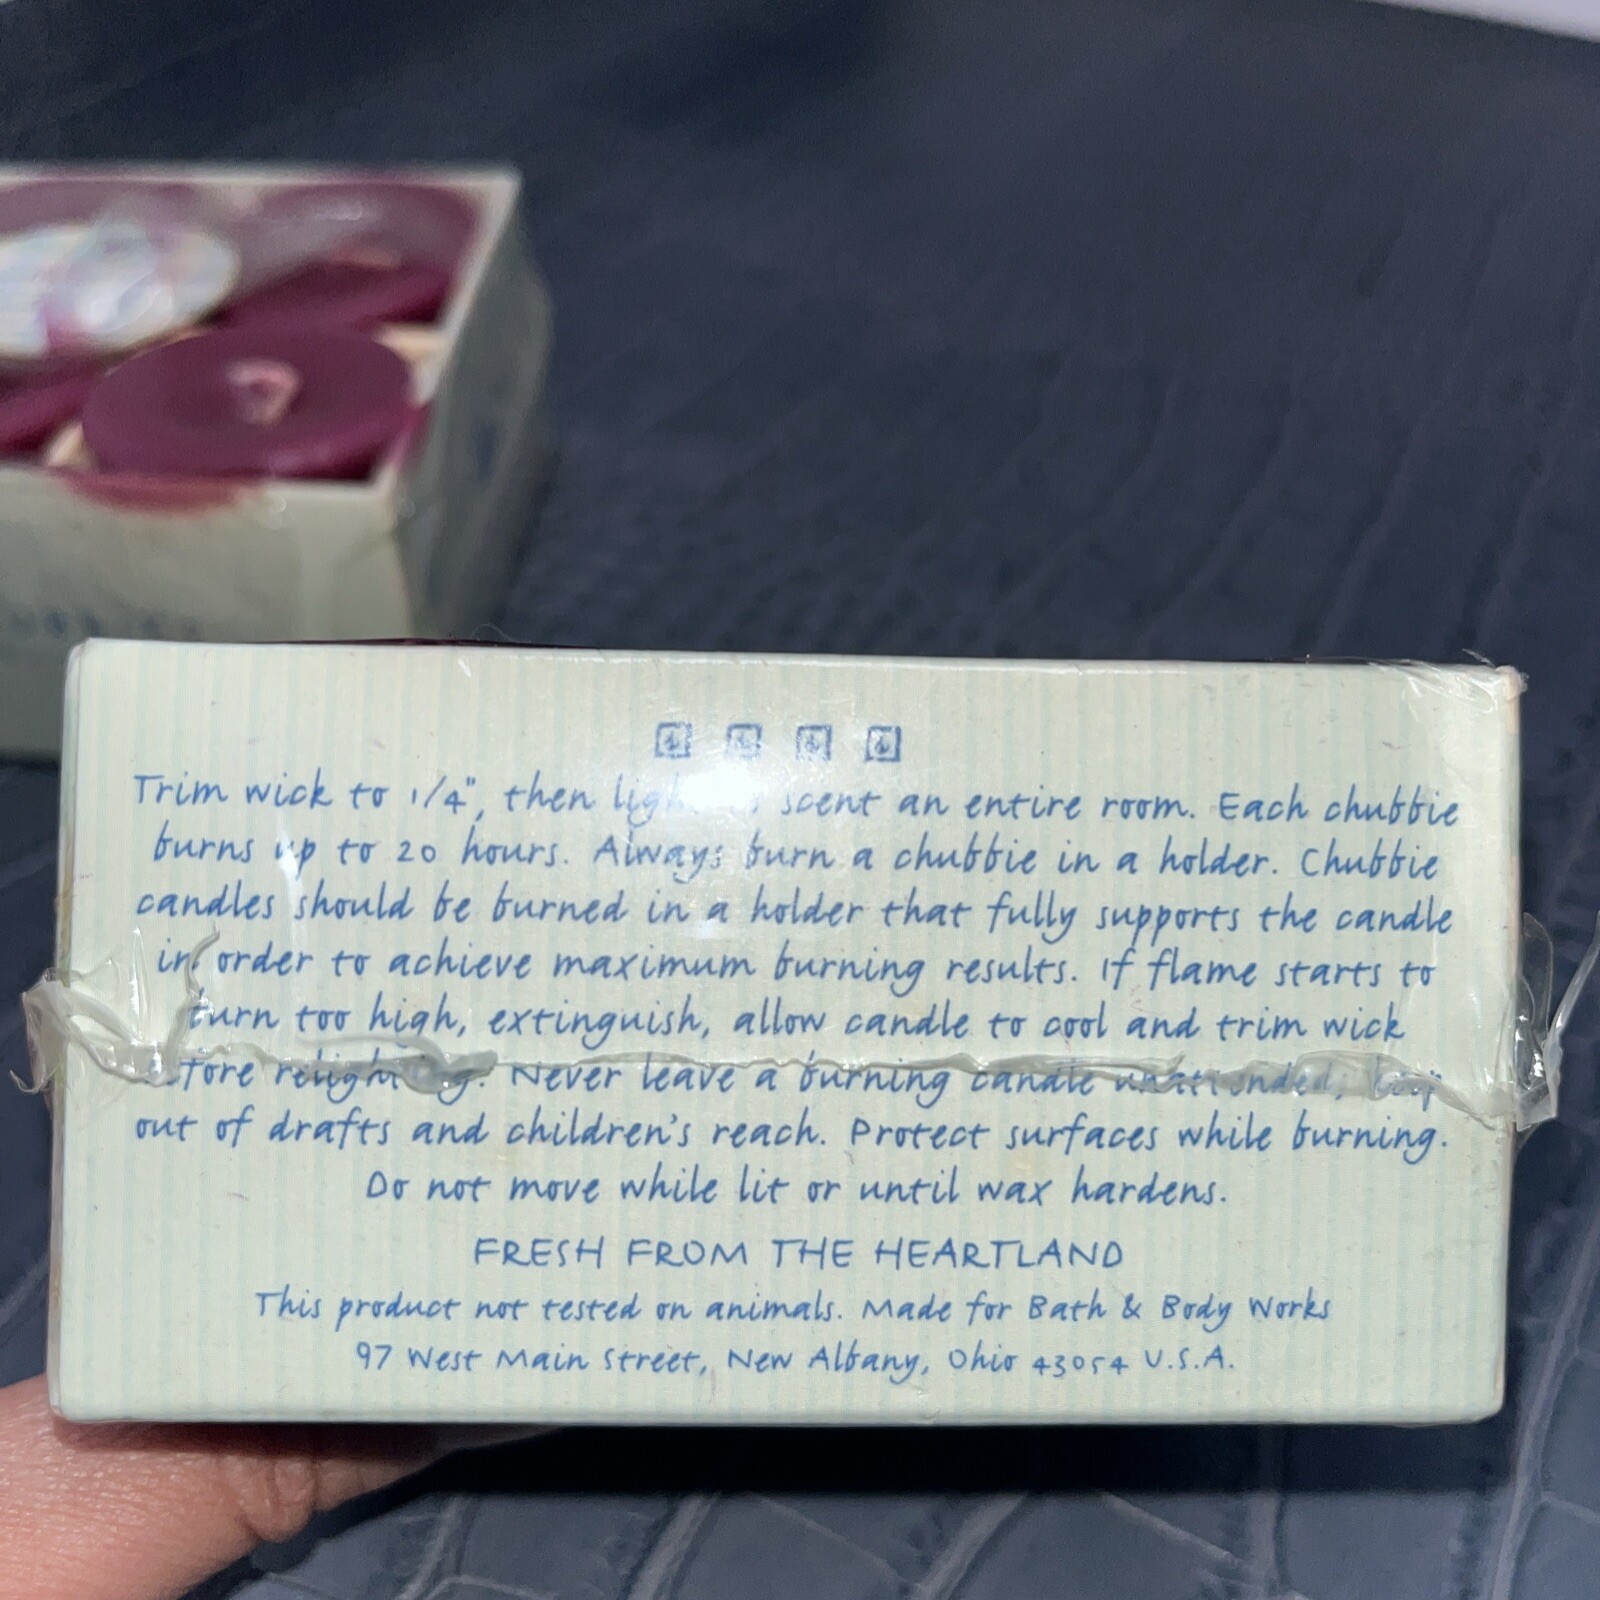 Trim wick to 1/4", then scent an entire room. Each chubbie
burns up to 20 hours. Always burn a chubbie in a holder. Chubbie
candles should be burned in a holder that fully supports the candle
in order to achieve maximum burning results. If flame starts to
turn too high, extinguish, allow candle to cool and trim wick
relighting. Never leave a burning candle unattended;
out of drafts and children's reach. Protect surfaces while burning.
Do not move while lit or until wax hardens.
FRESH FROM THE HEARTLAND
This product not tested on animals. Made for Bath & Body Works
97 West Main Street, New Albany, Ohio 43054 U.S.A.